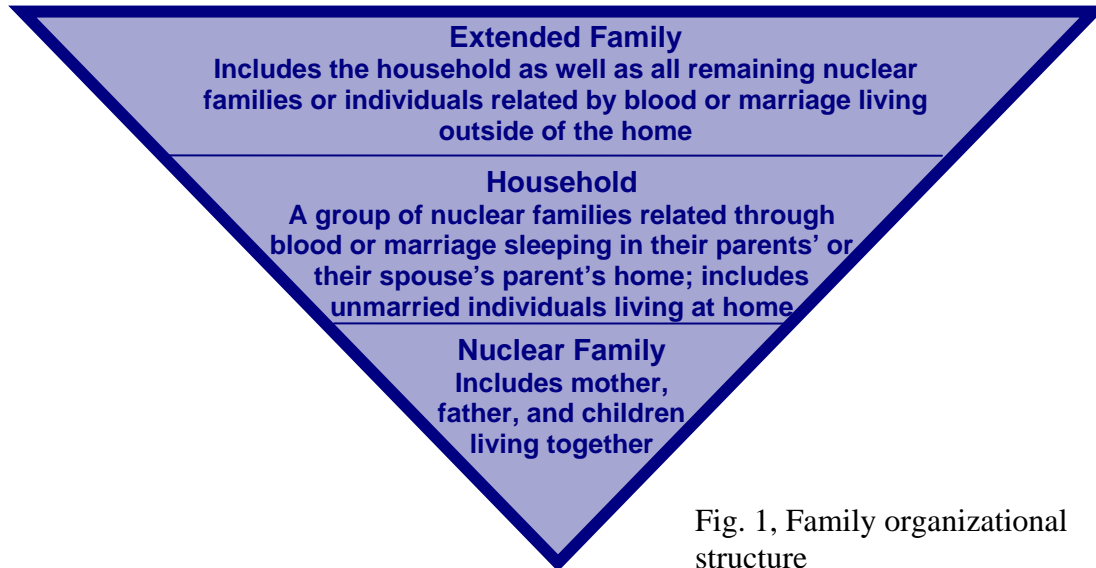 Extended Family
Includes the household as well as all remaining nuclear
families or individuals related by blood or marriage living
outside of the home
Household
A group of nuclear families related through
blood or marriage sleeping in their parents’ or
their spouse’s parent’s home; includes
unmarried individuals living at home
Nuclear Family
Includes mother,
father, and children
living together
Fig. 1, Family organizational
structure